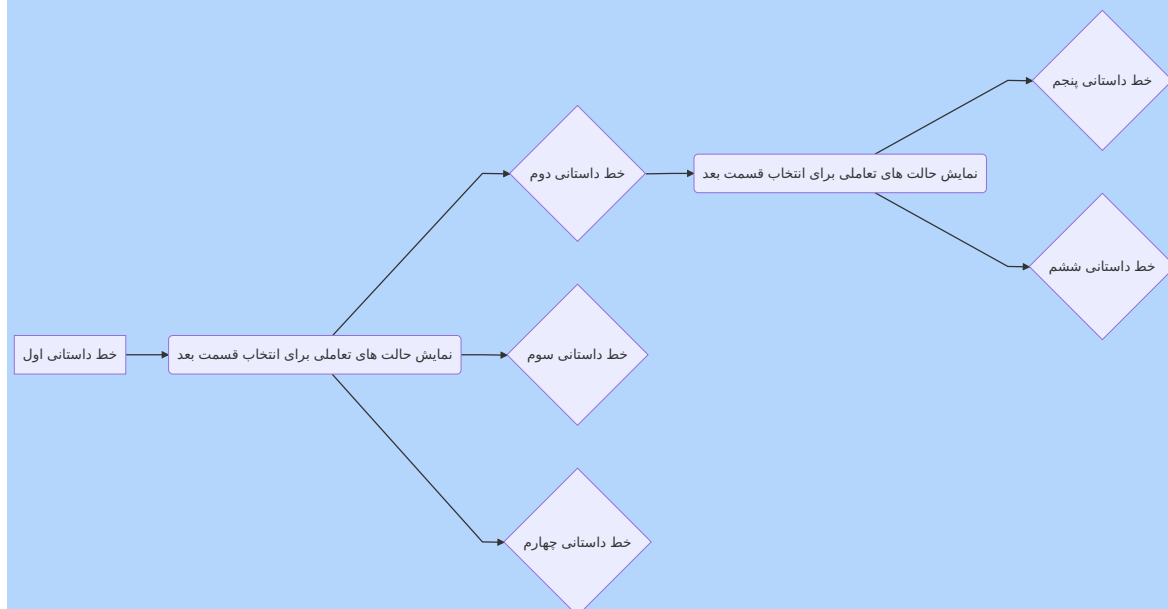 خط داستانی اول
نمایش حالت های تعاملی برای انتخاب قسمت بعد
خط داستانی دوم
خط داستانی سوم
خط داستانی چهارم
نمایش حالت های تعاملی برای انتخاب قسمت بعد
خط داستانی پنجم
خط داستانی ششم